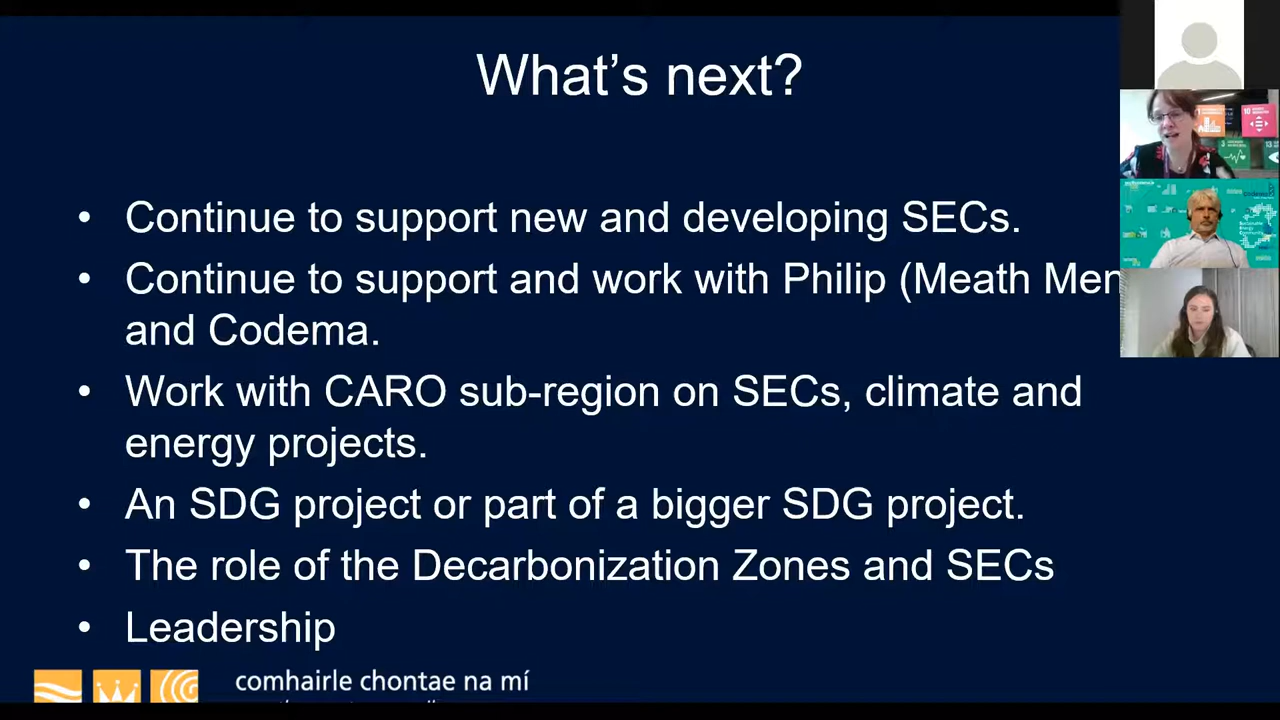 What's next?
• Continue to support new and developing SECs.
• Continue to support and work with Philip (Meath Men
and Codema.
• Work with CARO sub-region on SECs, climate and
energy projects.
• An SDG project or part of a bigger SDG project.
• The role of the Decarbonization Zones and SECs
• Leadership
comhairle chontae na mí